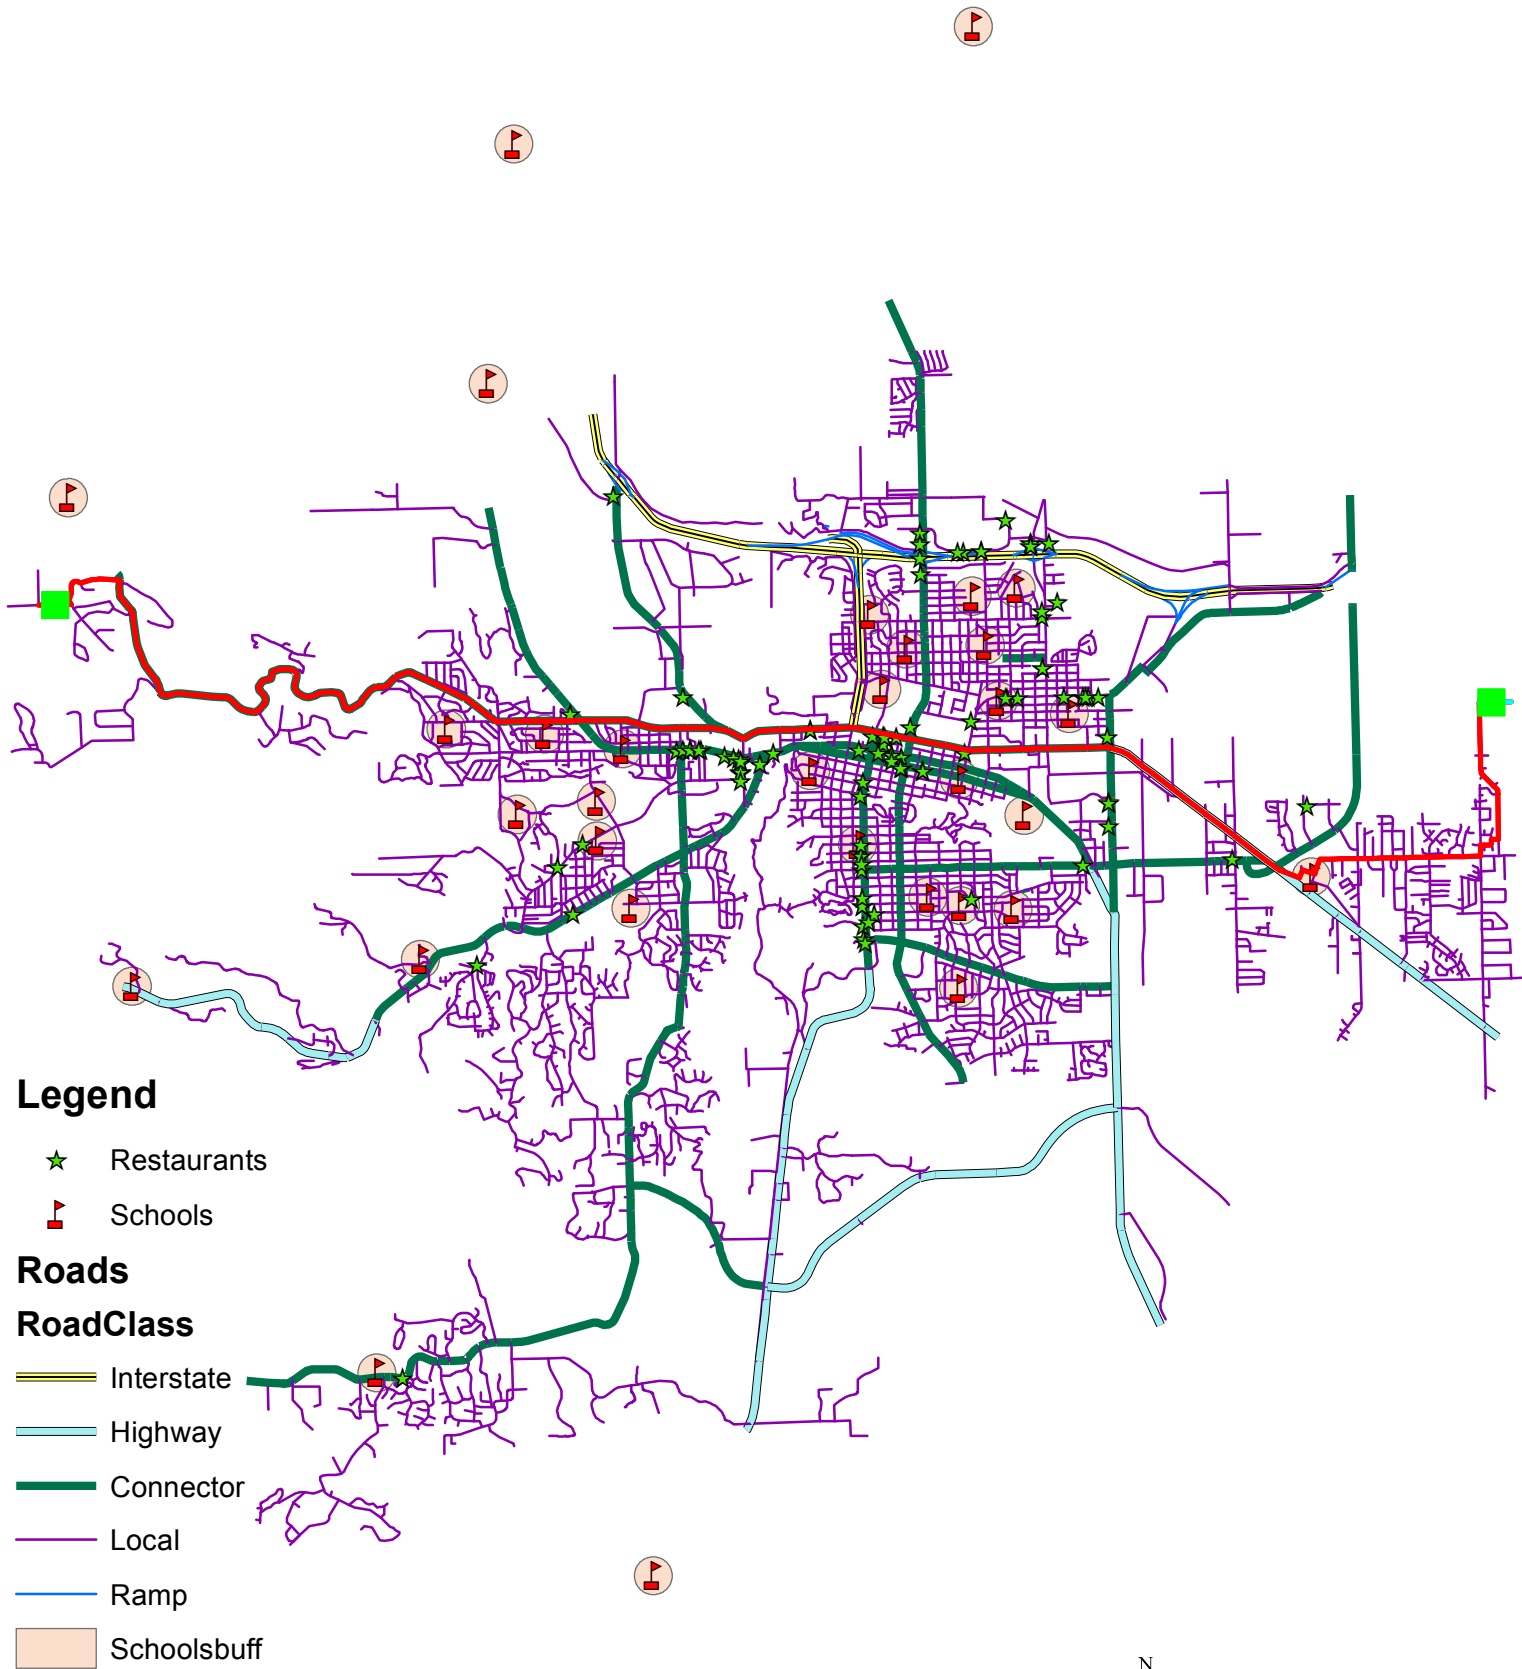 Legend
Restaurants
Schools
Roads
RoadClass
Interstate
Highway
Connector
Local
Ramp
Schoolsbuff
N